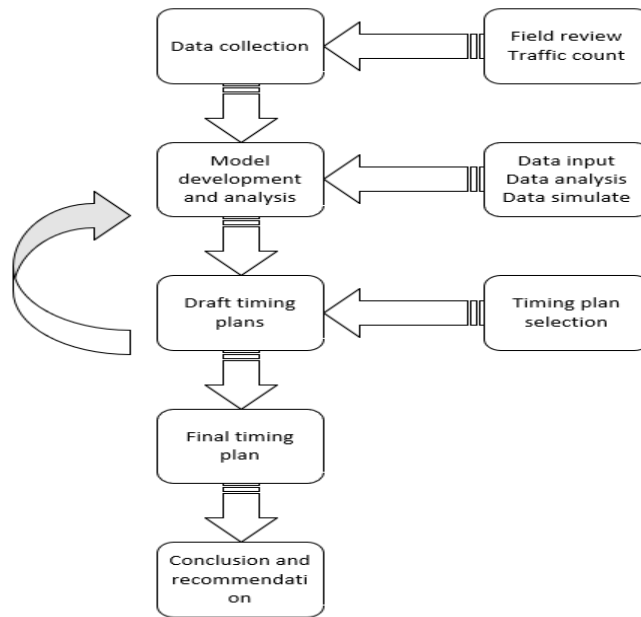 Data collection
Field review
Traffic count
Model
development
and analysis
Data input
Data analysis
Data simulate
Draft timing
plans
Timing plan
selection
Final timing
plan
Conclusion and
recommendati
on